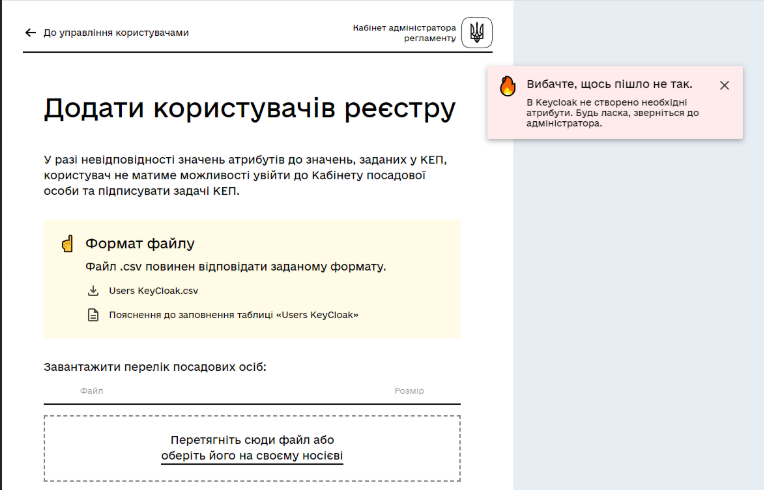 До управління користувачами
Кабінет адміністратора
регламенту
Вибачте, щось пішло не так.
В Keycloak не створено необхідні
атрибути. Будь ласка, зверніться до
адміністратора.
Додати користувачів реєстру
У разі невідповідності значень атрибутів до значень, заданих у КЕП,
користувач не матиме можливості увійти до Кабінету посадової
особи та підписувати задачі КЕП.
Формат файлу
Файл .csv повинен відповідати заданому формату.
Users KeyCloak.csv
Пояснення до заповнення таблиці «Users KeyCloak»
Завантажити перелік посадових осіб:
Файл Розмір
Перетягніть сюди файл або
оберіть його на своєму носієві